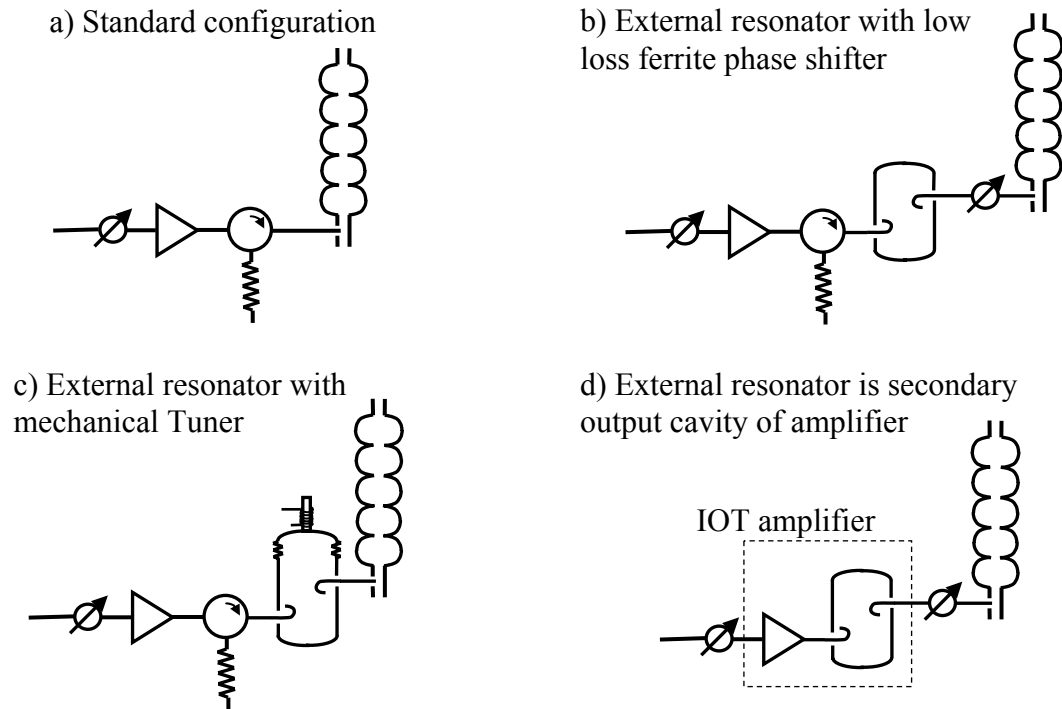 a) Standard configuration
b) External resonator with low
loss ferrite phase shifter
c) External resonator with
mechanical Tuner
d) External resonator is secondary
output cavity of amplifier
IOT amplifier